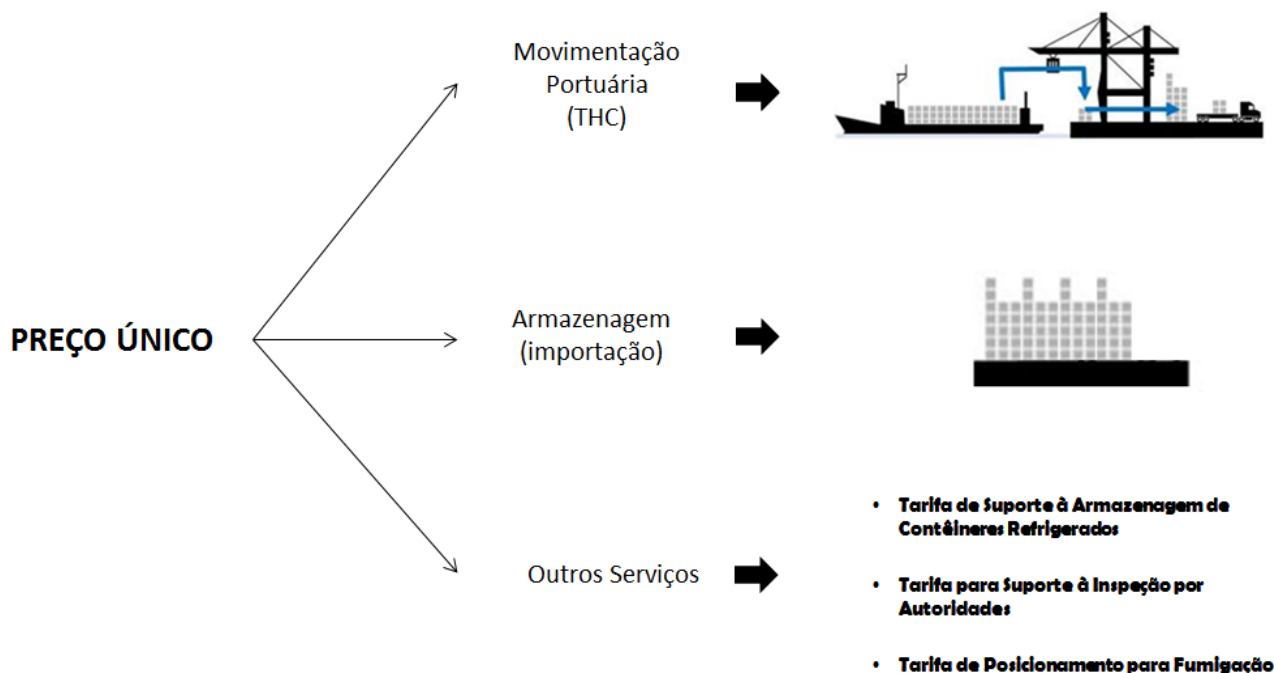 Movimentação
Portuária
(THC)
PREÇO ÚNICO
Armazenagem
(importação)
Outros Serviços
• Tarifa de Suporte à Armazenagem de
Contêineres Refrigerados
• Tarifa para Suporte à Inspeção por
Autoridades
• Tarifa de Posicionamento para Fumigação